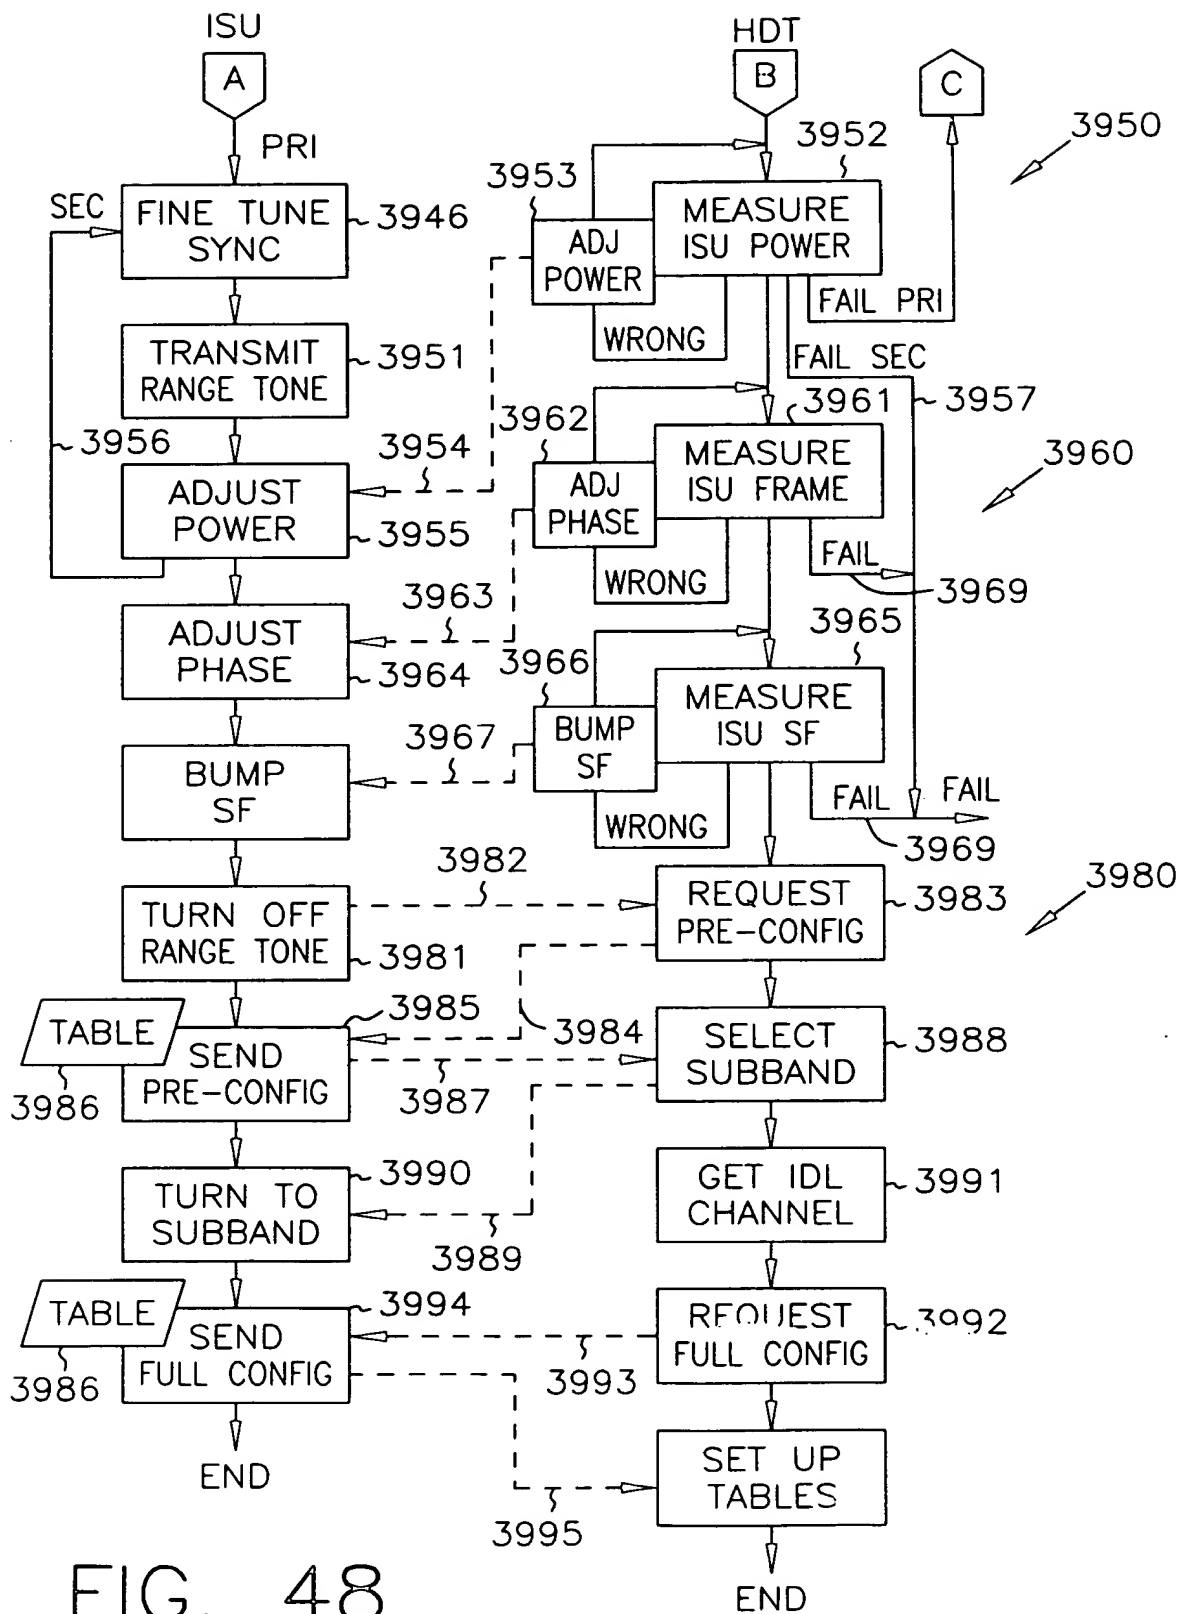 ISU
HDT
A
B
C
PRI
3950
3952
3953
SEC
FINE TUNE
SYNC
3946
ADJ
POWER
MEASURE
ISU POWER
FAIL PRI
WRONG
TRANSMIT
RANGE TONE
3951
FAIL SEC
3957
3956
3954
3962
3961
3960
ADJUST
POWER
3955
ADJ
PHASE
MEASURE
ISU FRAME
FAIL
WRONG
3969
3963
ADJUST
PHASE
3964
3966
3965
MEASURE
ISU SF
3967
BUMP
SF
BUMP
SF
WRONG
FAIL
FAIL
3969
3982
3980
TURN OFF
RANGE TONE
3981
REQUEST
PRE-CONFIG
3983
TABLE
3985
3984
SEND
PRE-CONFIG
3986
3987
SELECT
SUBBAND
3988
3990
TURN TO
SUBBAND
3989
GET IDL
CHANNEL
3991
TABLE
3994
SEND
FULL CONFIG
3986
3993
REQUEST
FULL CONFIG
3992
END
SET UP
TABLES
3995
END
FIG. 48